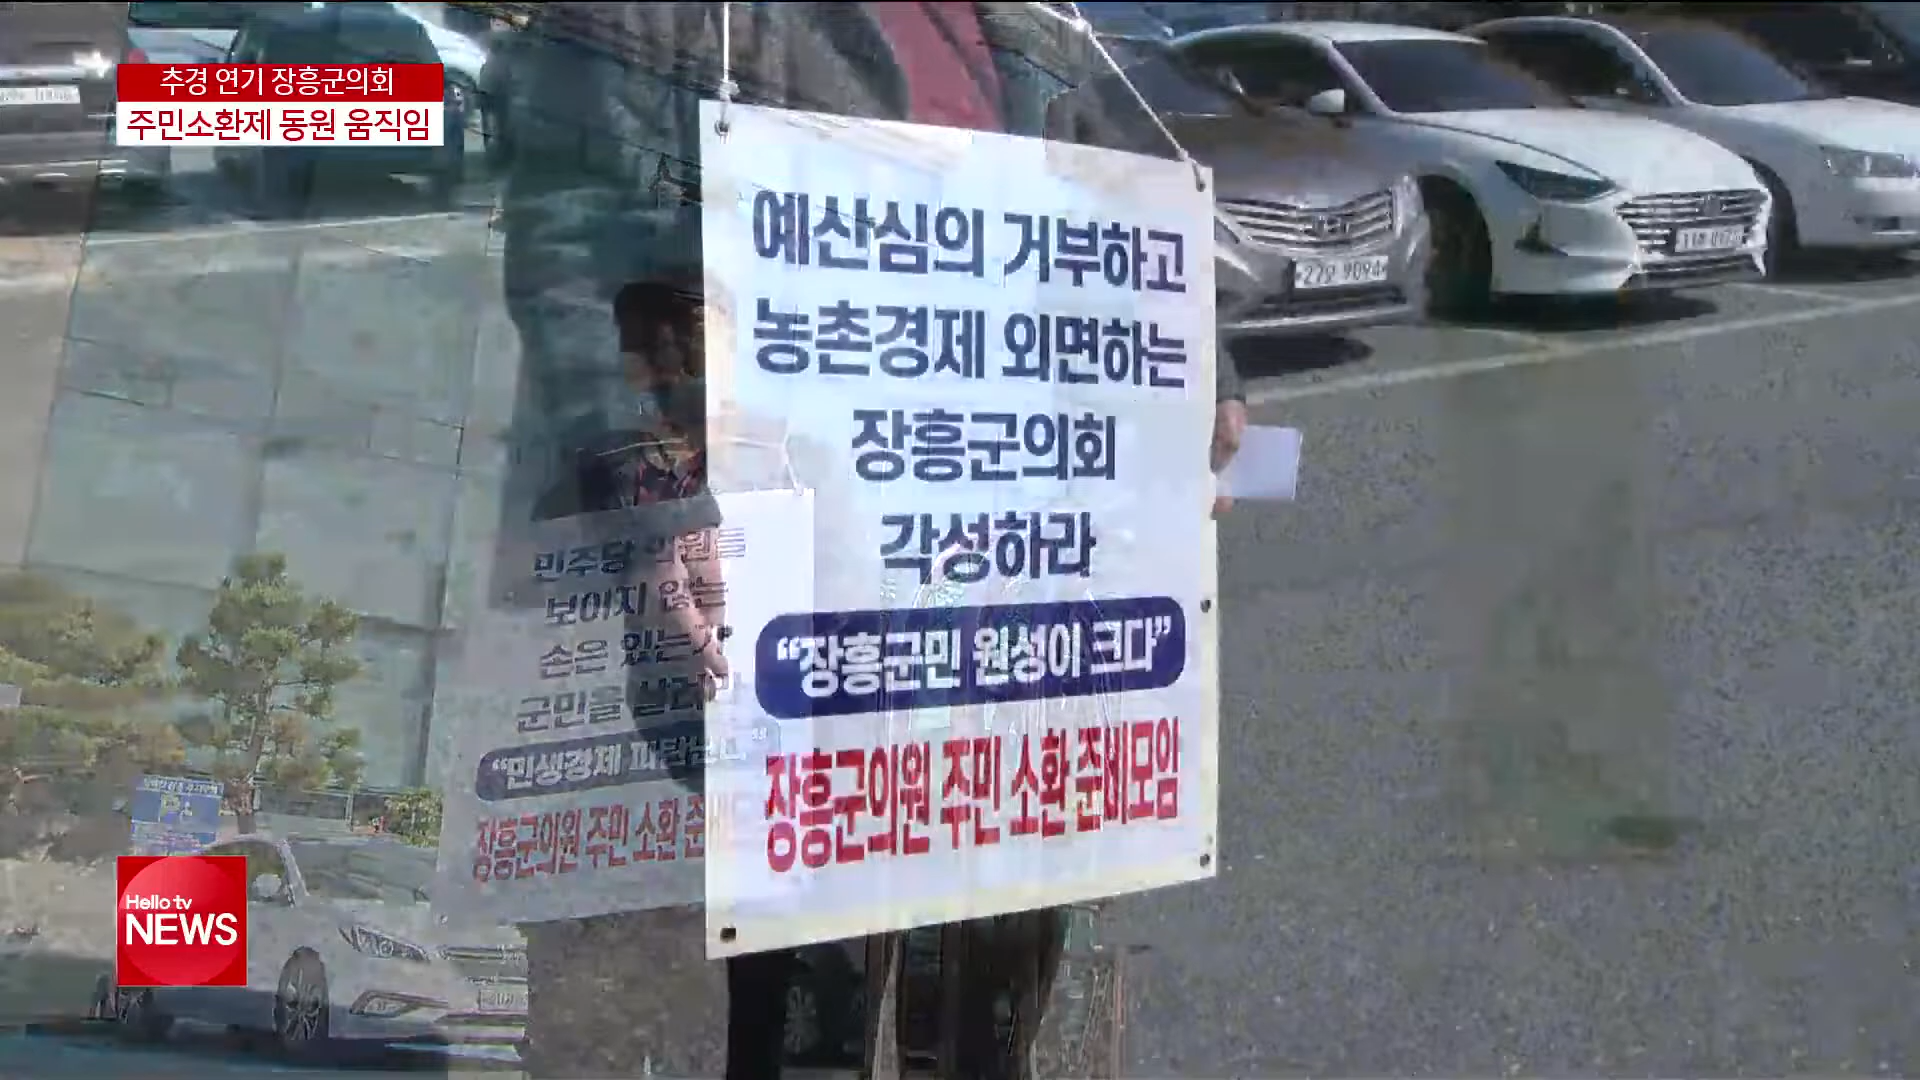 추경 연기 장흥군의회
주민소환제 동원 움직임
예산심의 거부하고
농촌경제 외면하는
장흥군의회
각성하라
“장흥군민 원성이 크다”
장흥군의원 주민 소환 준비모임
민주당 의원들
보이지 않는
손은 있는가
군민을
“민생경제
장흥군의원 주민 소환
Hello tv
NEWS